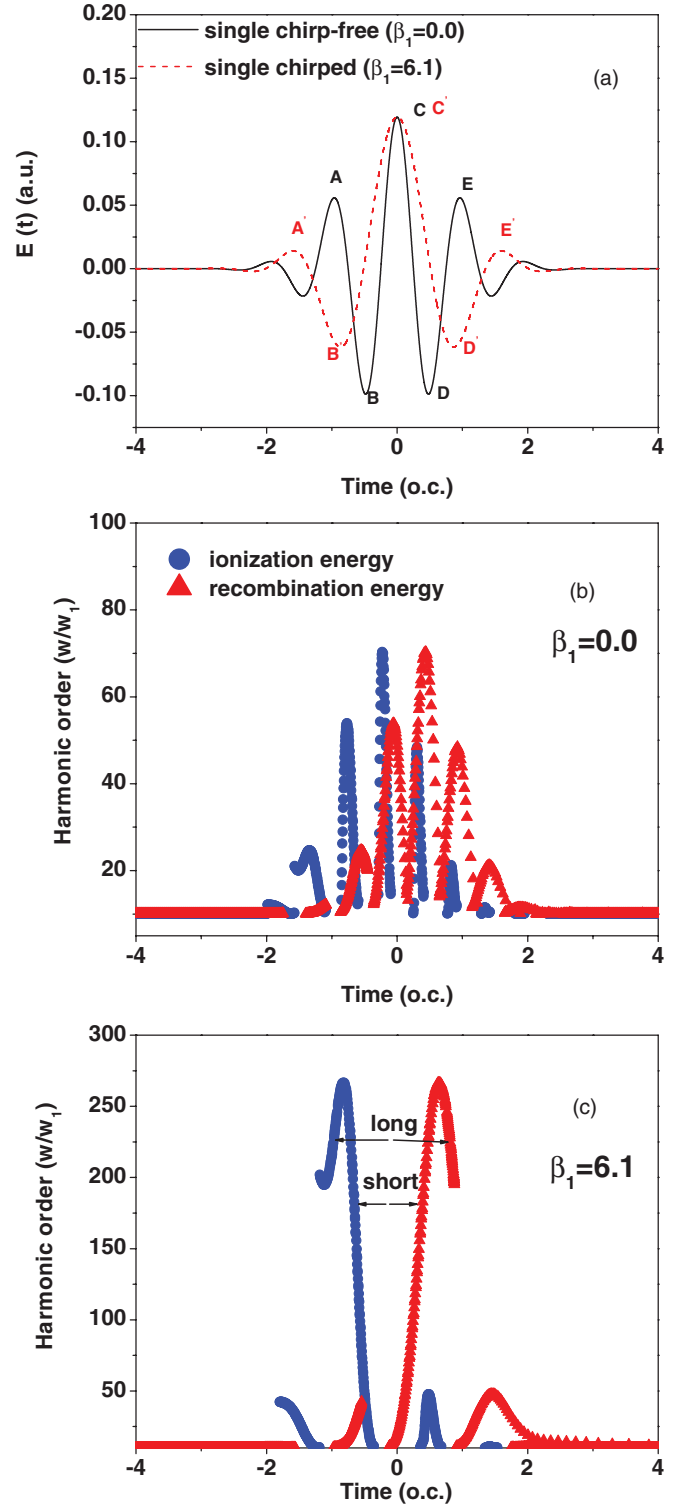 0.20
single chirp-free (β₁=0.0)
single chirped (β₁=6.1)
0.15
(a)
C C'
0.10
A
E
0.05
A'
E'
0.00
-0.05
B'
D'
-0.10
B
D
E (t) (a.u.)
-4 -2 0 2 4
Time (o.c.)
100
ionization energy
recombination energy
(b)
80
β₁=0.0
60
40
20
Harmonic order (w/w₁)
-4 -2 0 2 4
Time (o.c.)
300
(c)
250
long
β₁=6.1
200
short
150
100
50
Harmonic order (w/w₁)
-4 -2 0 2 4
Time (o.c.)